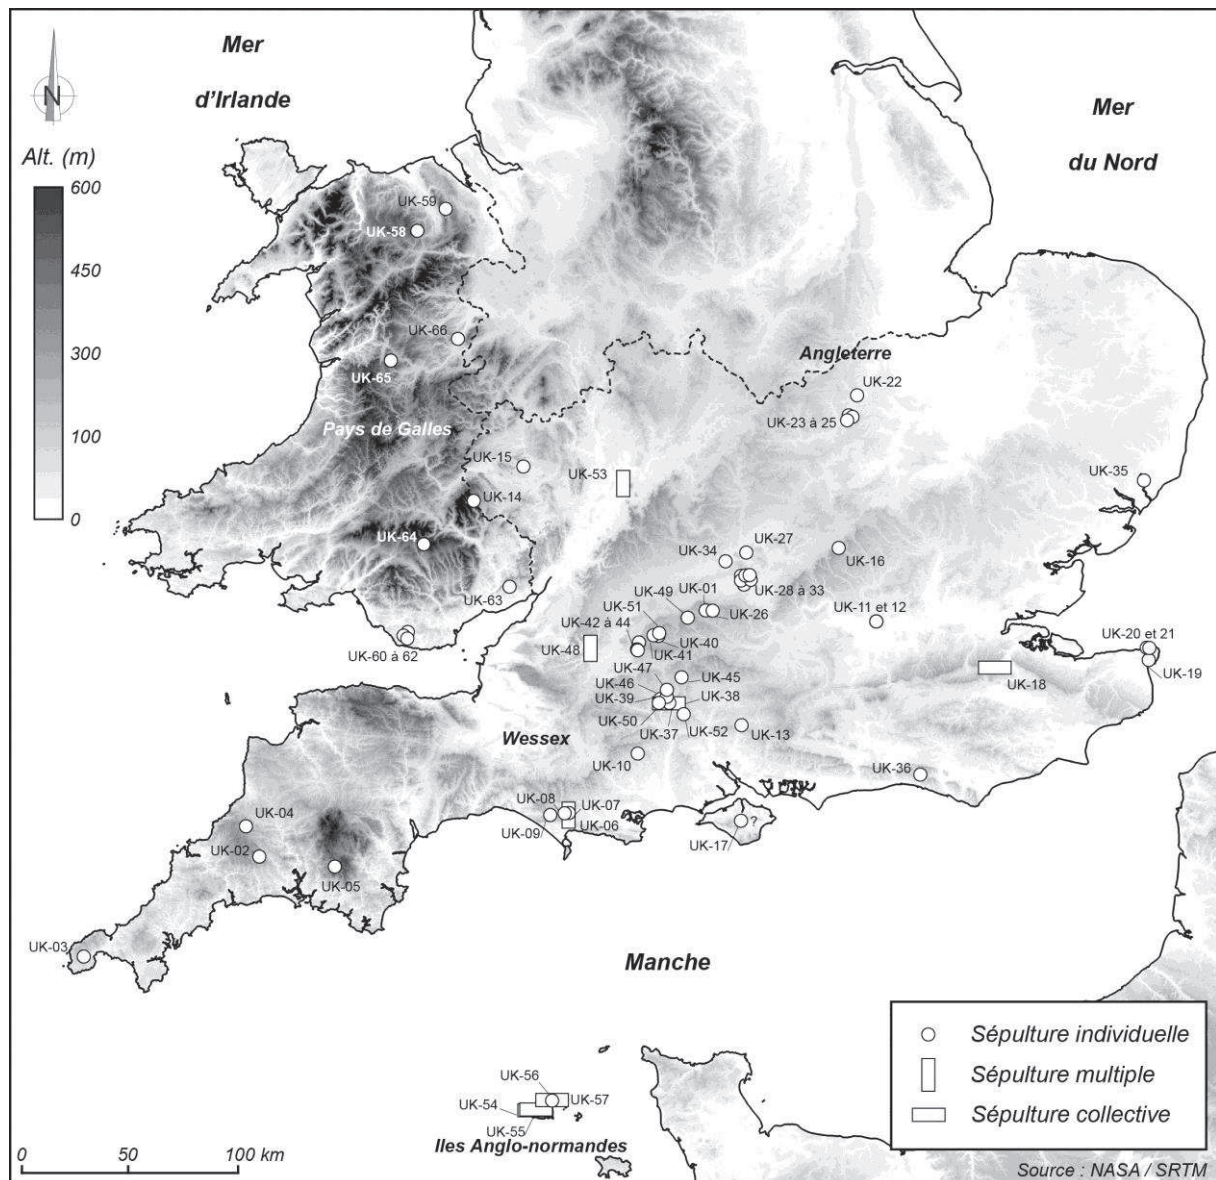 Mer
d'Irlande
Mer
du Nord
N
Alt. (m)
600
450
300
100
0
UK-59
UK-58
UK-66
UK-65
Pays de Galles
Angleterre
UK-22
UK-23 à 25
UK-15
UK-53
UK-14
UK-35
UK-64
UK-27
UK-34
UK-16
UK-28 à 33
UK-63
UK-01
UK-49
UK-51
UK-26
UK-11 et 12
UK-42 à 44
UK-40
UK-60 à 62
UK-48
UK-41
UK-20 et 21
UK-47
UK-45
UK-19
UK-18
UK-46
UK-39
UK-38
UK-50
UK-37
UK-52
UK-13
Wessex
UK-10
UK-36
UK-08
UK-07
UK-09
UK-06
?
UK-17
UK-04
UK-02
UK-05
UK-03
Manche
UK-56
UK-57
UK-54
UK-55
Iles Anglo-normandes
Sépulture individuelle
Sépulture multiple
Sépulture collective
0 50 100 km
Source : NASA / SRTM